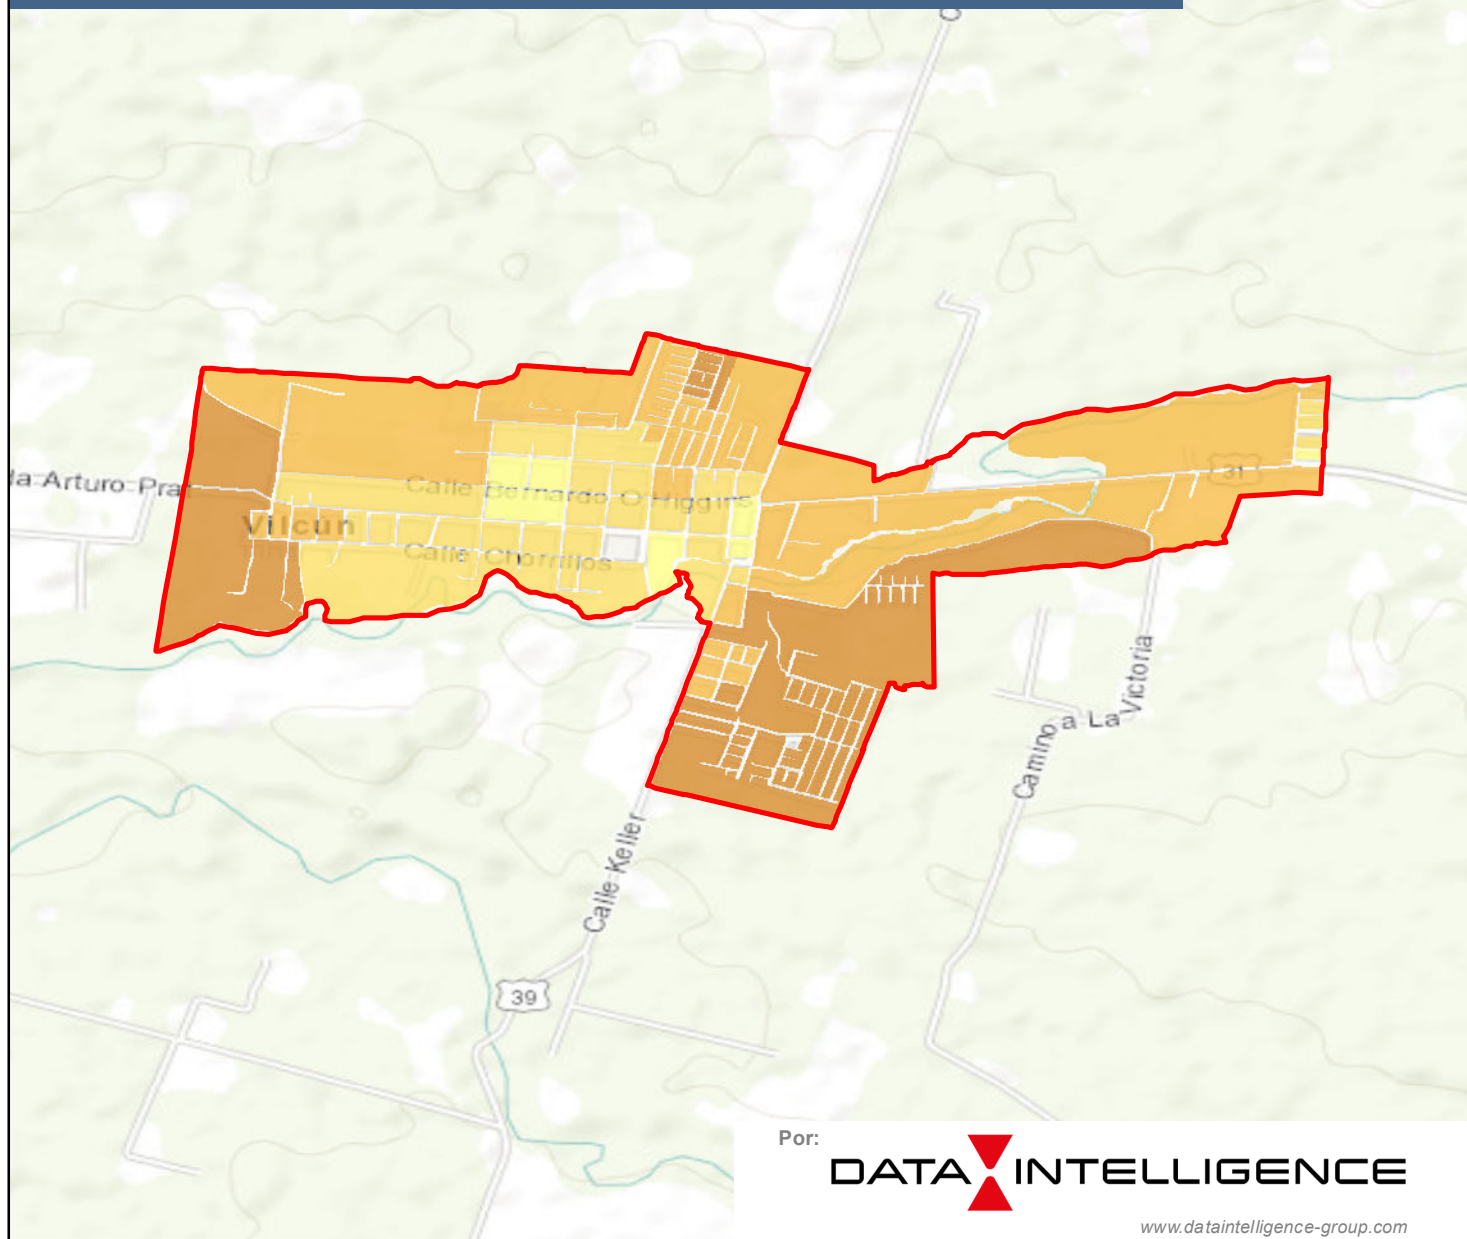 la Arturo Prat
Calle Bernardo O Higgins
31
Vilcún
Calle Chorrillos
Camino a La Victoria
Calle Keller
39
Por:
DATA INTELLIGENCE
www.dataintelligence-group.com